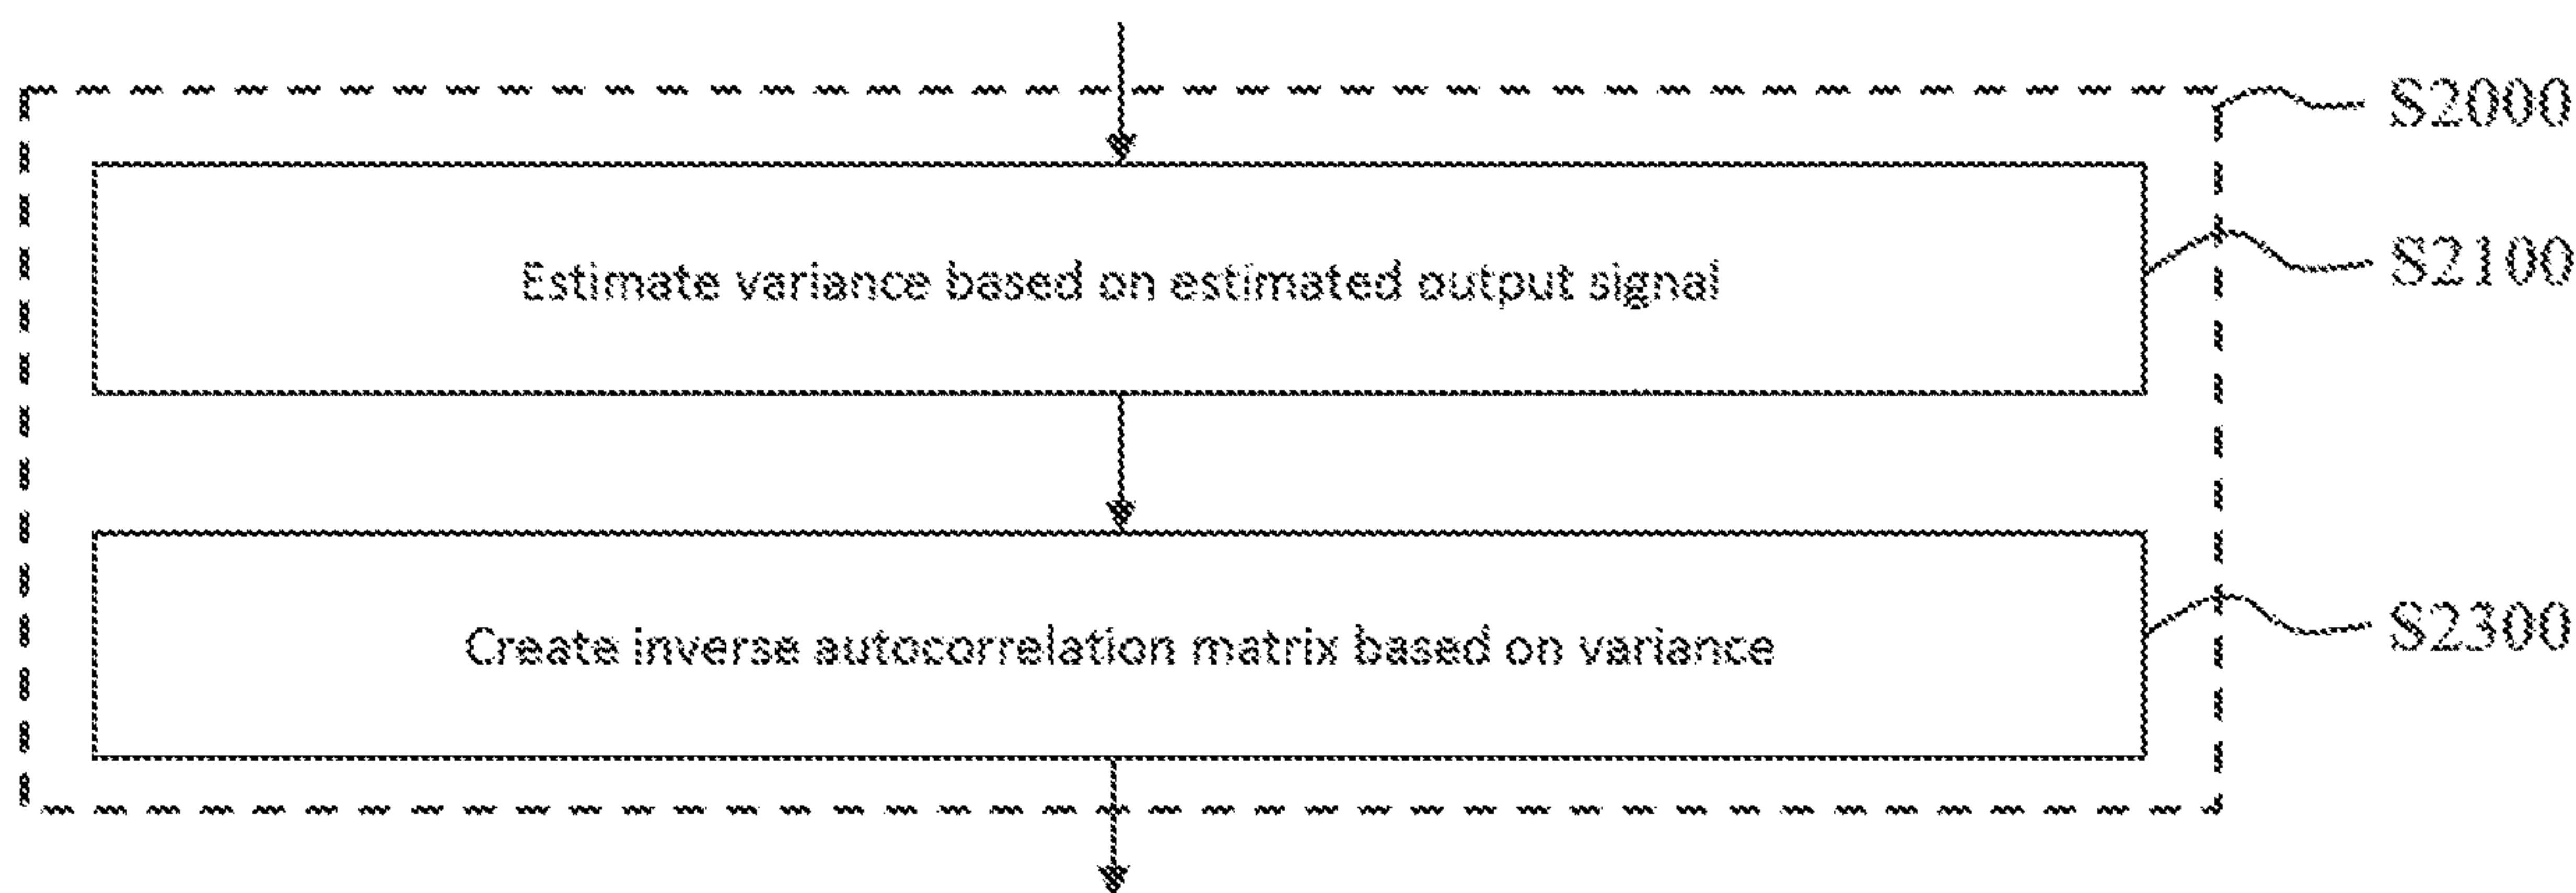 S2000
Estimate variance based on estimated output signal
S2100
Create inverse autocorrelation matrix based on variance
S2300